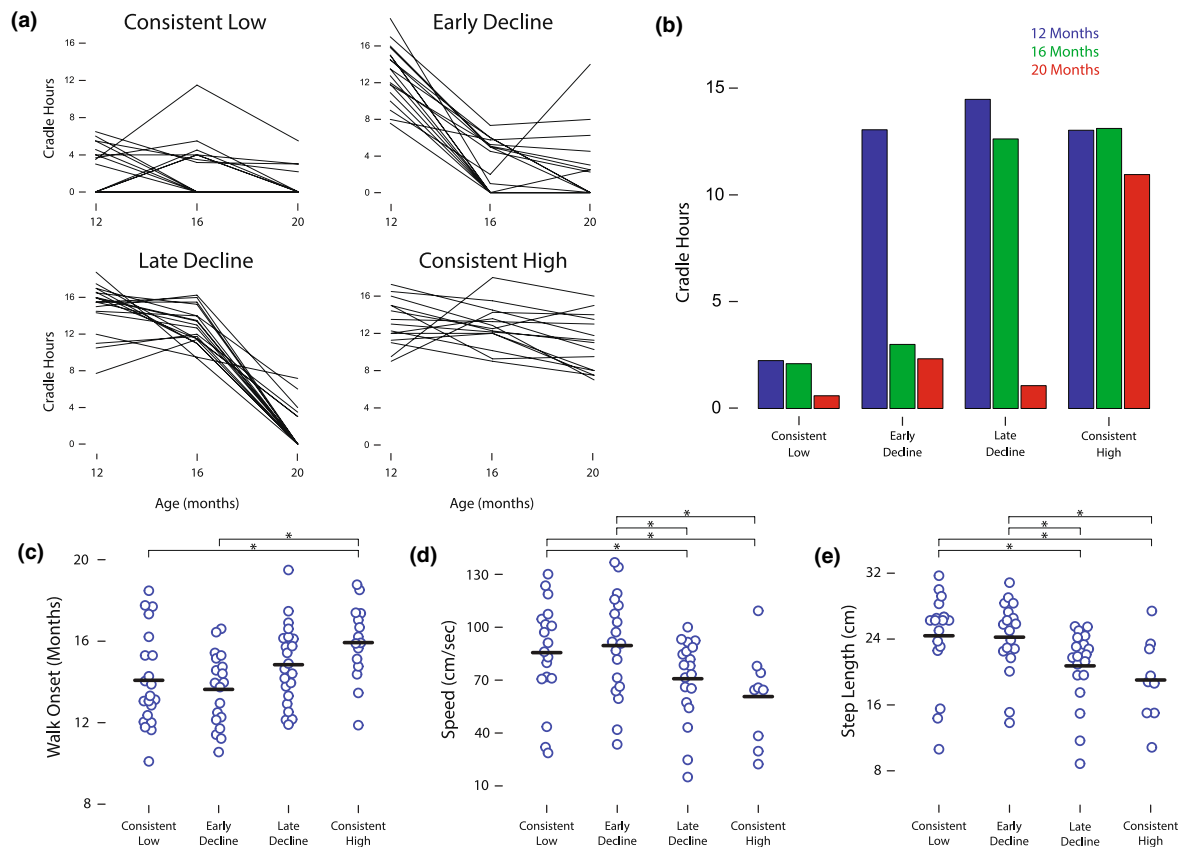 (a)
Consistent Low
Early Decline
Cradle Hours
16
12
8
4
0
12
16
20
16
12
8
4
0
12
16
20
Late Decline
Consistent High
Cradle Hours
16
12
8
4
0
12
16
20
16
12
8
4
0
12
16
20
Age (months)
Age (months)
(b)
12 Months
16 Months
20 Months
Cradle Hours
15
10
5
0
Consistent
Low
Early
Decline
Late
Decline
Consistent
High
(c)
*
*
Walk Onset (Months)
20
16
12
8
Consistent
Low
Early
Decline
Late
Decline
Consistent
High
(d)
*
*
*
*
Speed (cm/sec)
130
100
70
40
10
Consistent
Low
Early
Decline
Late
Decline
Consistent
High
(e)
*
*
*
*
Step Length (cm)
32
24
16
8
Consistent
Low
Early
Decline
Late
Decline
Consistent
High